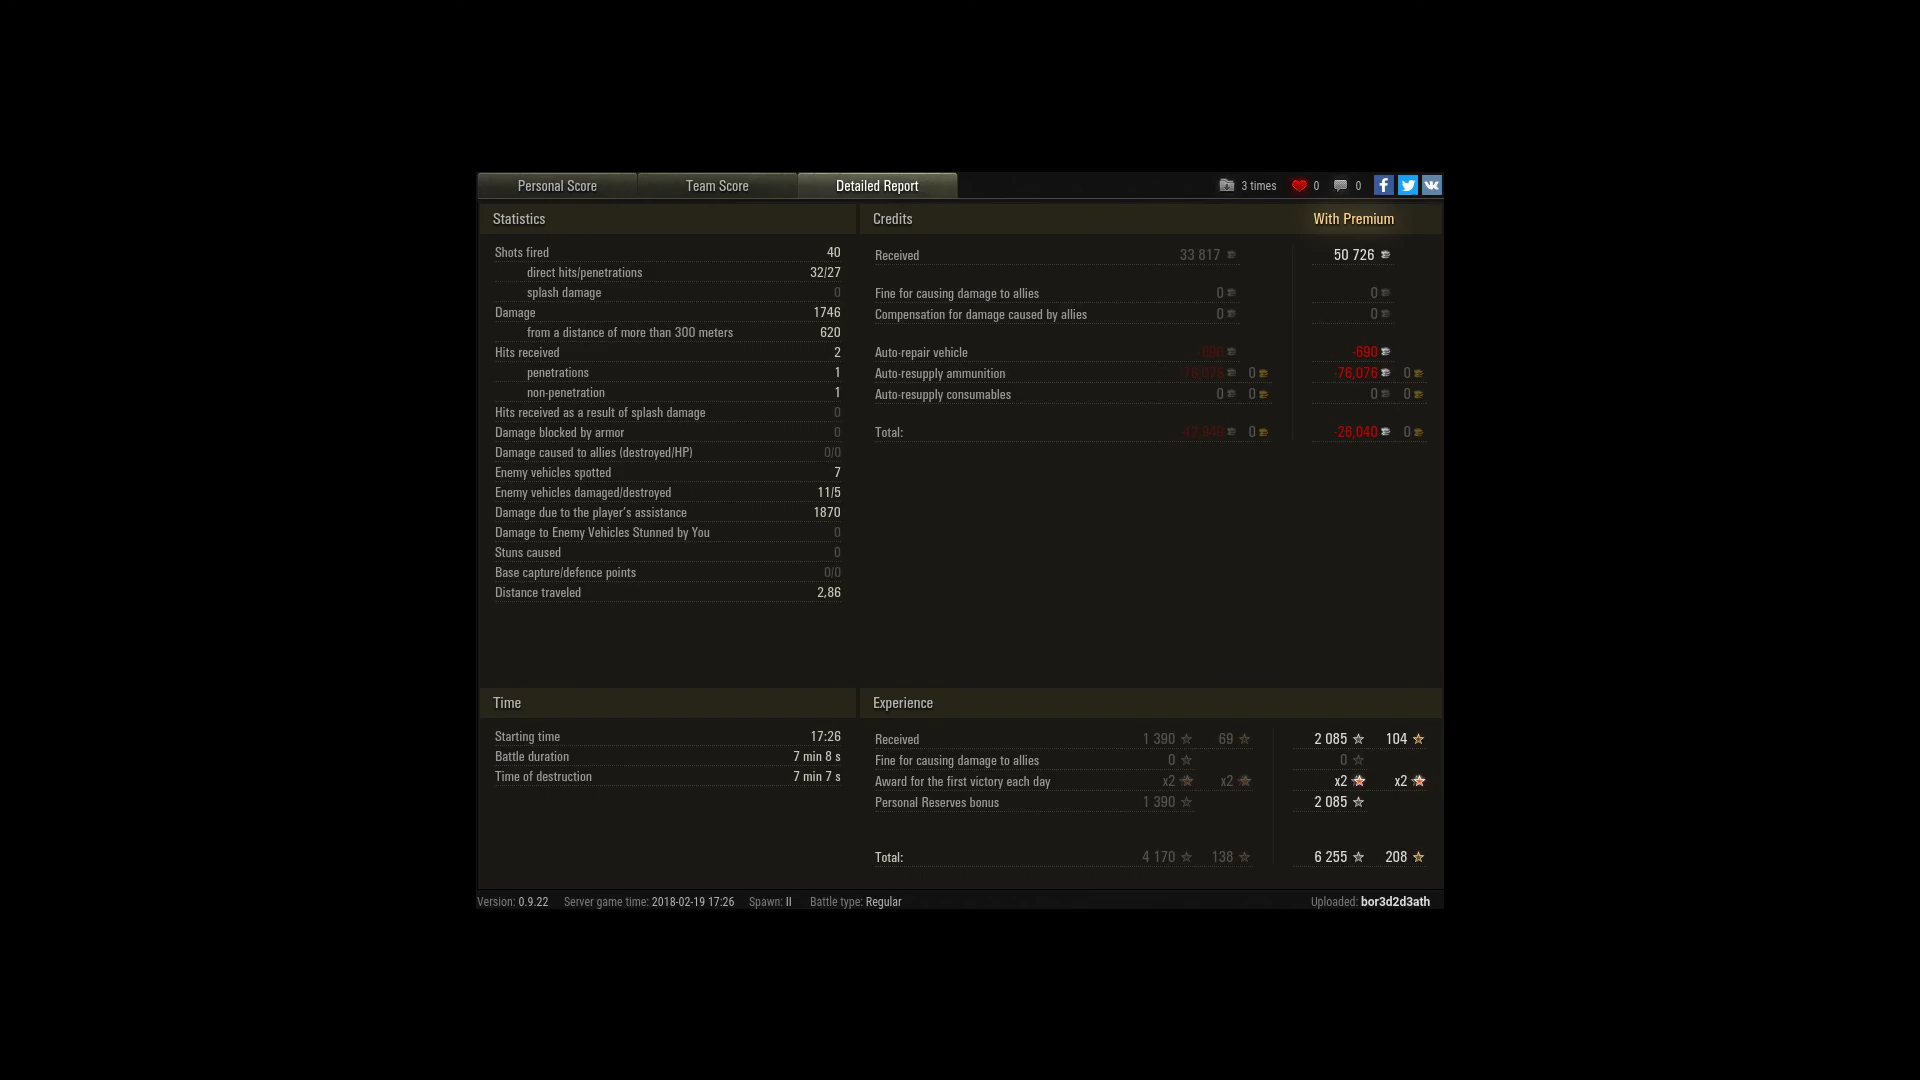 Personal Score Team Score Detailed Report 3 times 0 0
Statistics
Shots fired 40
direct hits/penetrations 32/27
splash damage 0
Damage 1746
from a distance of more than 300 meters 620
Hits received 2
penetrations 1
non-penetration 1
Hits received as a result of splash damage 0
Damage blocked by armor 0
Damage caused to allies (destroyed/HP) 0/0
Enemy vehicles spotted 7
Enemy vehicles damaged/destroyed 11/5
Damage due to the player's assistance 1870
Damage to Enemy Vehicles Stunned by You 0
Stuns caused 0
Base capture/defence points 0/0
Distance traveled 2,86
Credits With Premium
Received 33 817 50 726
Fine for causing damage to allies 0 0
Compensation for damage caused by allies 0 0
Auto-repair vehicle -690 -690
Auto-resupply ammunition -76,076 0 -76,076 0
Auto-resupply consumables 0 0 0 0
Total: 0 -26,040 0
Time
Starting time 17:26
Battle duration 7 min 8 s
Time of destruction 7 min 7 s
Experience
Received 1 390 69 2 085 104
Fine for causing damage to allies 0 0
Award for the first victory each day x2 x2 x2 x2
Personal Reserves bonus 1 390 2 085
Total: 4 170 138 6 255 208
Version: 0.9.22 Server game time: 2018-02-19 17:26 Spawn: II Battle type: Regular Uploaded: bor3d2d3ath